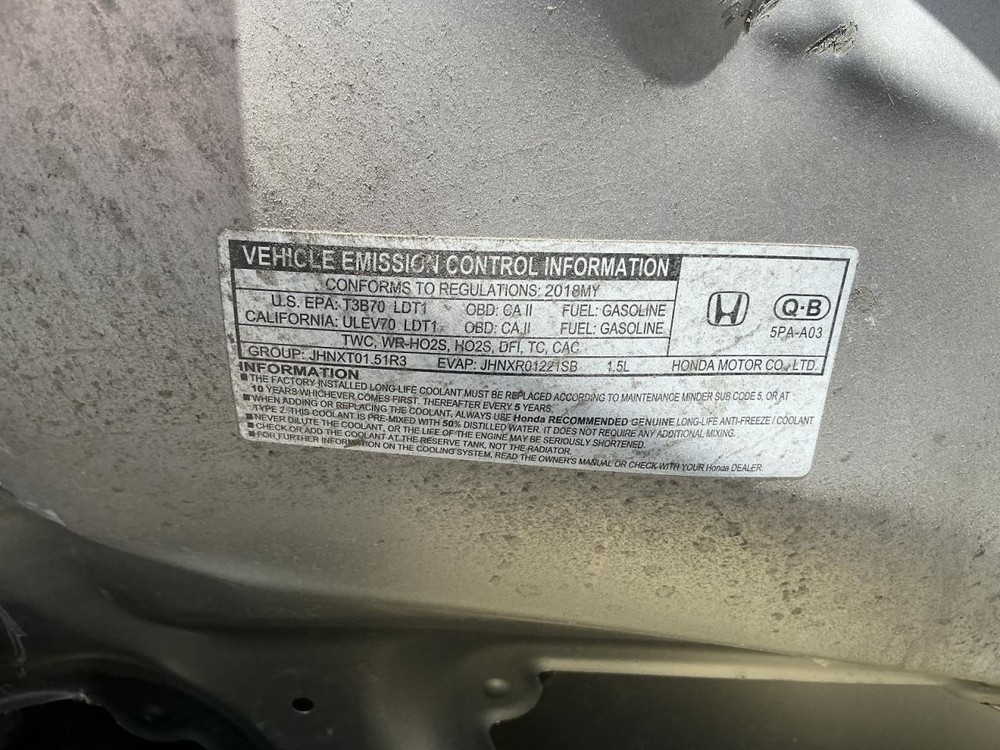 VEHICLE EMISSION CONTROL INFORMATION
CONFORMS TO REGULATIONS: 2018MY
U.S. EPA: T3B70 LDT1 OBD: CA II FUEL: GASOLINE
CALIFORNIA: ULEV70 LDT1 OBD: CA II FUEL: GASOLINE
TWC, WR-HO2S, HO2S, DFI, TC, CAC
Q·B
5PA-A03
GROUP: JHNXT01.51R3 EVAP: JHNXR01221SB 1.5L HONDA MOTOR CO., LTD.
INFORMATION
■ THE FACTORY-INSTALLED LONG-LIFE COOLANT MUST BE REPLACED ACCORDING TO MAINTENANCE MINDER SUB CODE 5, OR AT
10 YEARS WHICHEVER COMES FIRST. THEREAFTER EVERY 5 YEARS.
■ WHEN ADDING OR REPLACING THE COOLANT, ALWAYS USE Honda RECOMMENDED GENUINE LONG-LIFE ANTI-FREEZE / COOLANT
TYPE 2. THIS COOLANT IS PRE-MIXED WITH 50% DISTILLED WATER. IT DOES NOT REQUIRE ANY ADDITIONAL MIXING.
■ NEVER DILUTE THE COOLANT, OR THE LIFE OF THE ENGINE MAY BE SERIOUSLY SHORTENED.
■ CHECK OR ADD THE COOLANT AT THE RESERVE TANK, NOT THE RADIATOR.
■ FOR FURTHER INFORMATION ON THE COOLING SYSTEM, READ THE OWNER'S MANUAL OR CHECK WITH YOUR Honda DEALER.